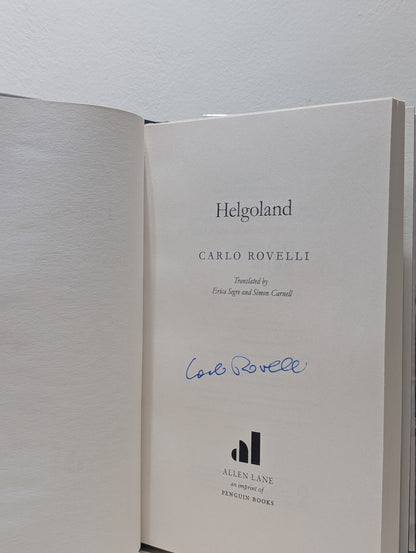 Helgoland
CARLO ROVELLI
Translated by
Erica Segre and Simon Carnell
Carlo Rovelli
al
ALLEN LANE
an imprint of
PENGUIN BOOKS